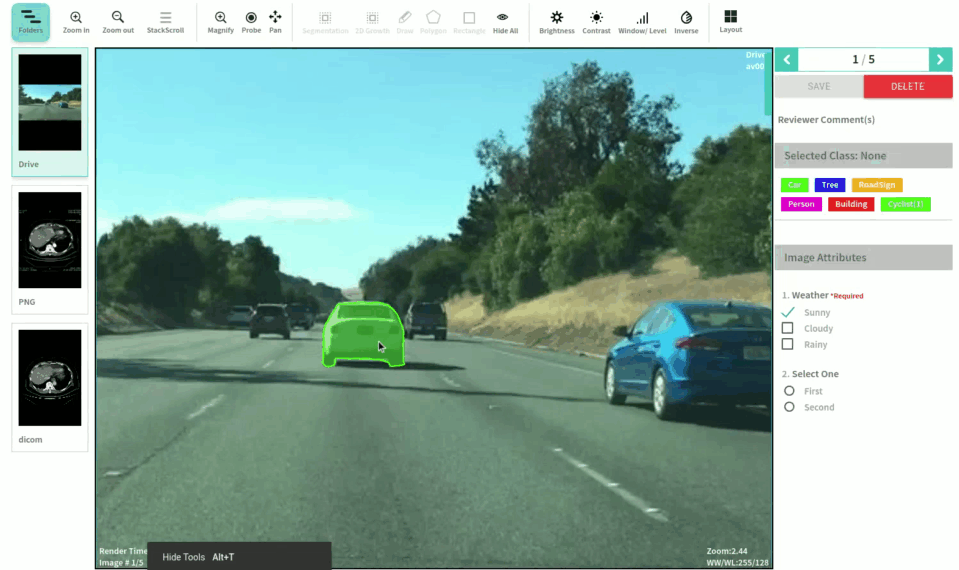 Folders
Zoom in
Zoom out
StackScroll
Magnify
Probe
Pan
Segmentation
2D Growth
Draw
Polygon
Rectangle
Hide All
Brightness
Contrast
Window/ Level
Inverse
Layout
Drive
PNG
dicom
Drive
av00
Render Time
Image # 1/5
Hide Tools Alt+T
Zoom:2.44
WW/WL:255/128
1 / 5
SAVE
DELETE
Reviewer Comment(s)
Selected Class: None
Car
Tree
RoadSign
Person
Building
Image Attributes
1. Weather *Required
Sunny
Cloudy
Rainy
2. Select One
First
Second